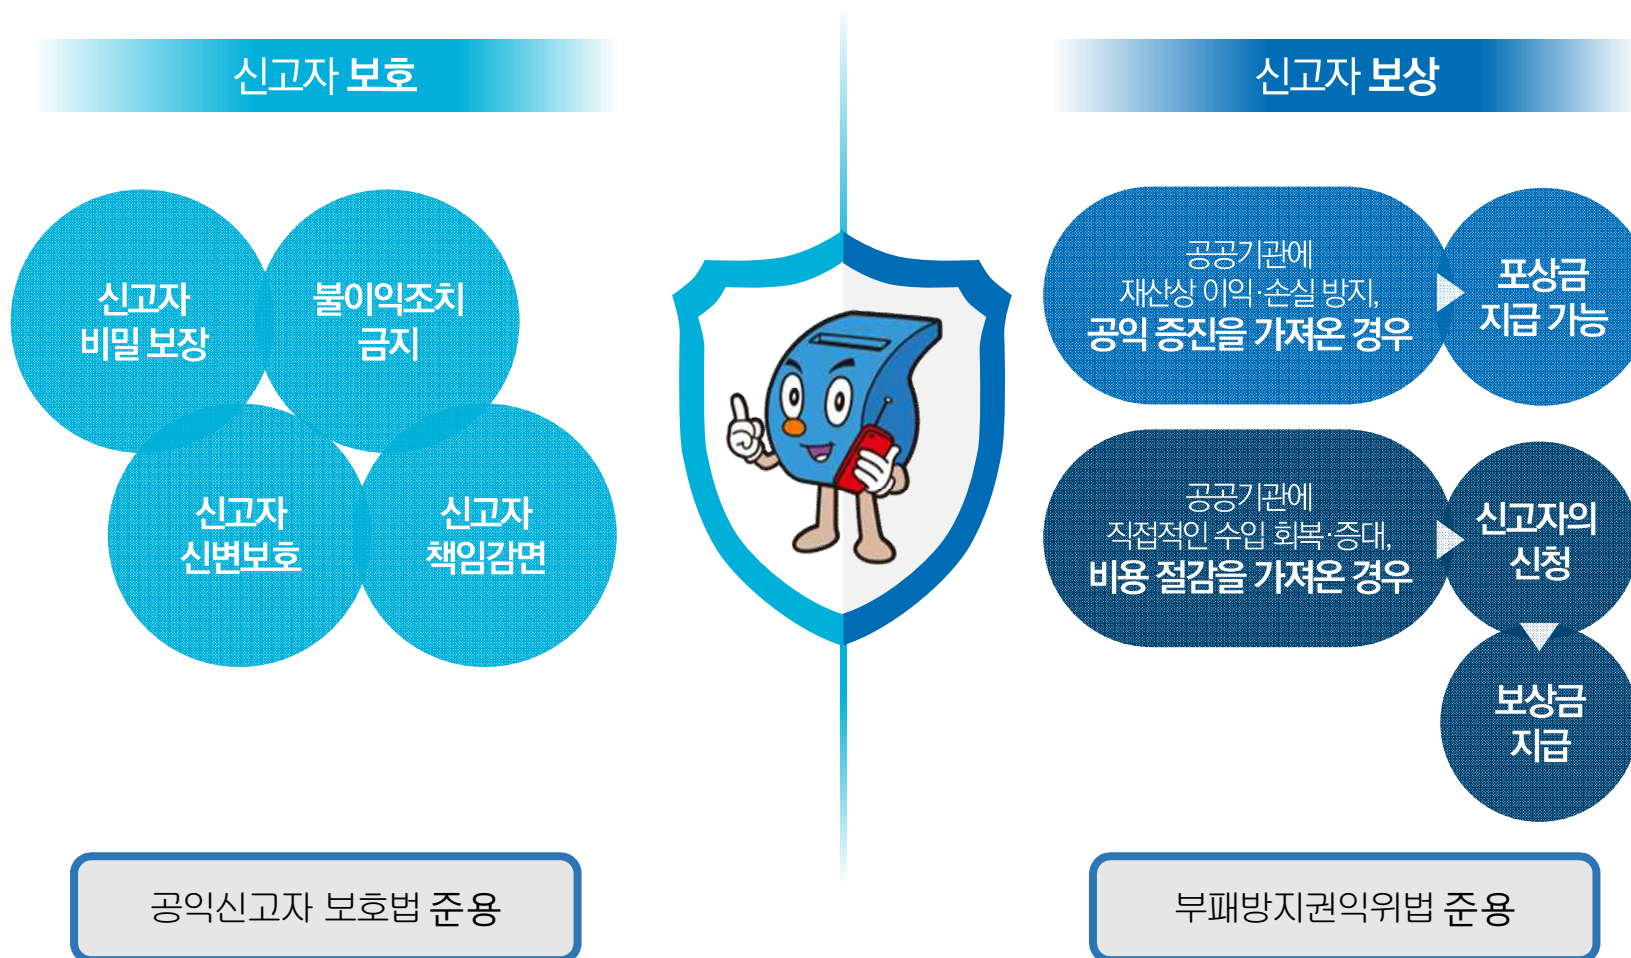 신고자 보호
신고자
비밀 보장
불이익조치
금지
신고자
신변보호
신고자
책임감면
공익신고자 보호법 준용
신고자 보상
공공기관에
재산상 이익·손실 방지,
공익 증진을 가져온 경우
포상금
지급 가능
공공기관에
직접적인 수입 회복·증대,
비용 절감을 가져온 경우
신고자의
신청
보상금
지급
부패방지권익위법 준용